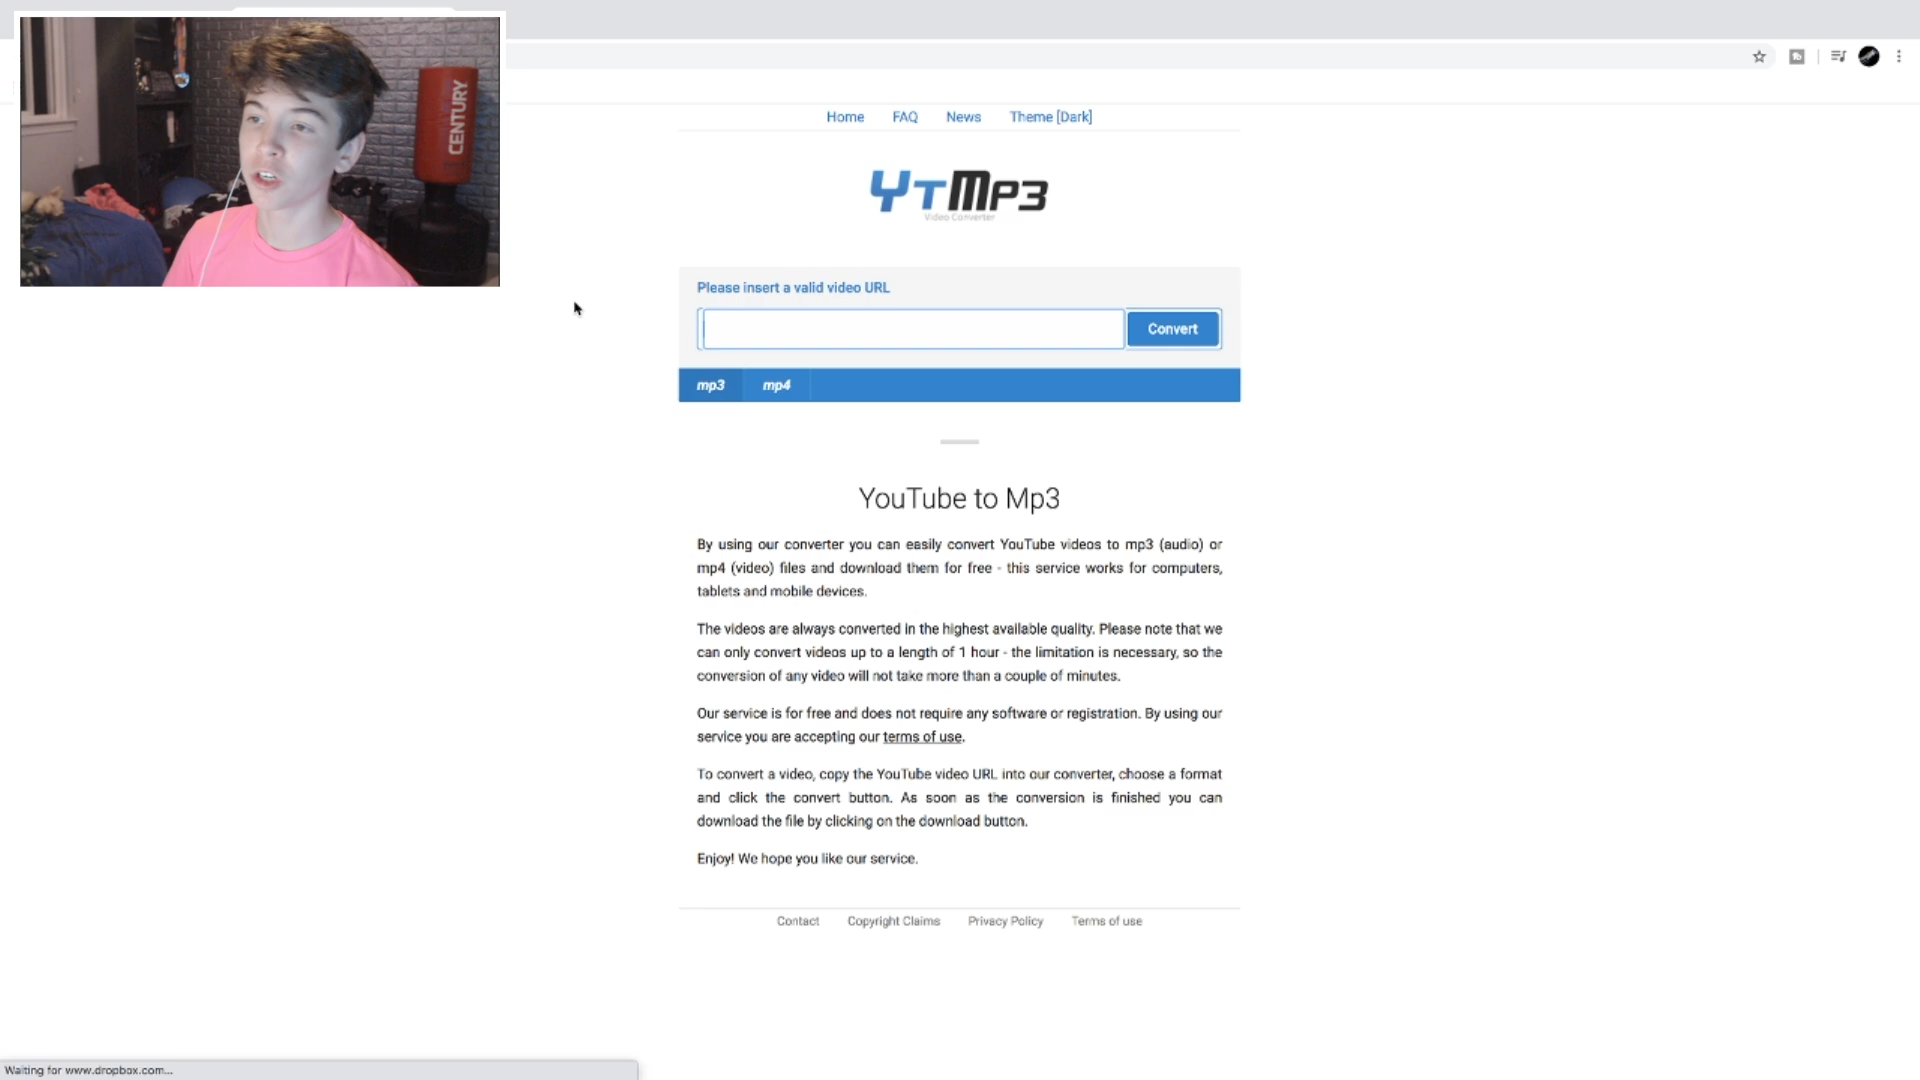 CENTURY
Home FAQ News Theme [Dark]
YTMP3
Video Converter
Please insert a valid video URL
Convert
mp3 mp4
YouTube to Mp3
By using our converter you can easily convert YouTube videos to mp3 (audio) or
mp4 (video) files and download them for free - this service works for computers,
tablets and mobile devices.
The videos are always converted in the highest available quality. Please note that we
can only convert videos up to a length of 1 hour - the limitation is necessary, so the
conversion of any video will not take more than a couple of minutes.
Our service is for free and does not require any software or registration. By using our
service you are accepting our terms of use.
To convert a video, copy the YouTube video URL into our converter, choose a format
and click the convert button. As soon as the conversion is finished you can
download the file by clicking on the download button.
Enjoy! We hope you like our service.
Contact Copyright Claims Privacy Policy Terms of use
Waiting for www.dropbox.com...